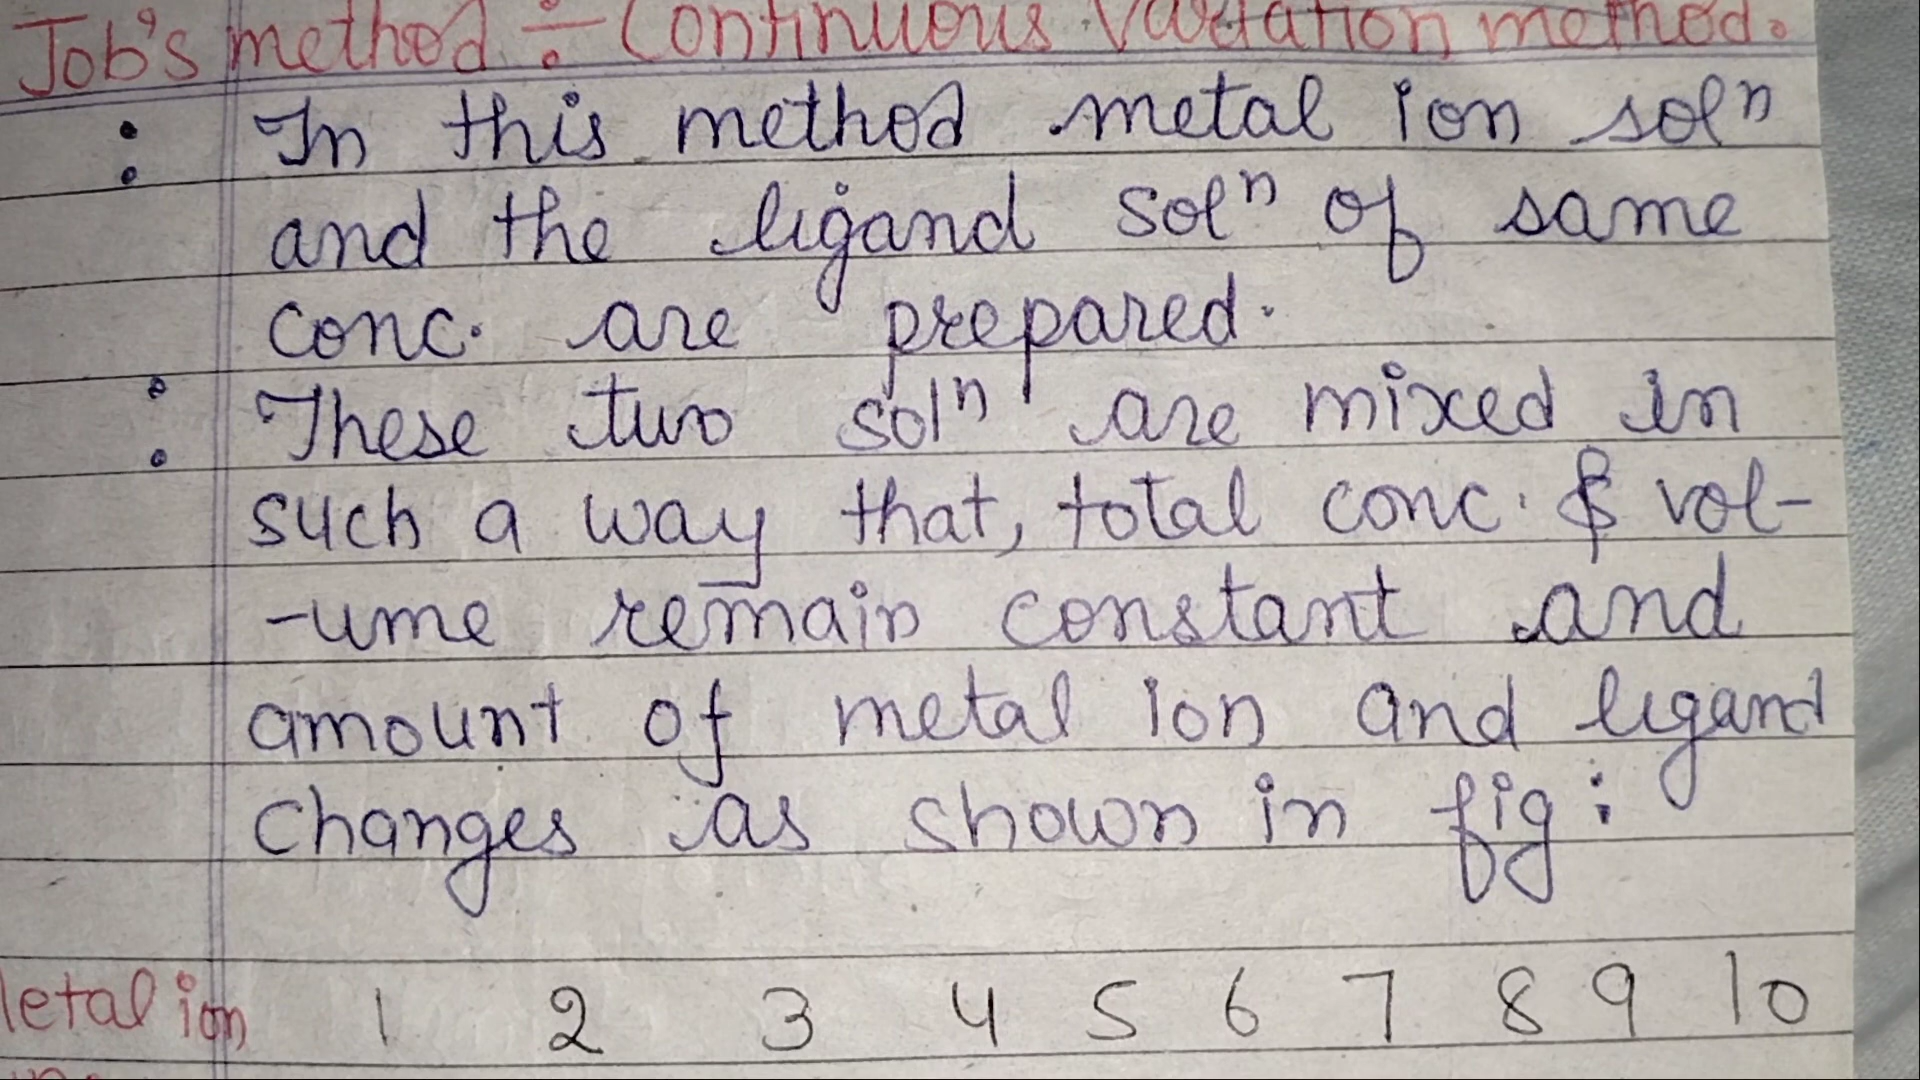 Job's method ÷ Continuous Variation method.
: In this method metal ion solⁿ
and the ligand solⁿ of same
conc. are prepared.
: These two solⁿ are mixed in
such a way that, total conc. & vol-
-ume remain constant and
amount of metal ion and ligand
changes as shown in fig:
letal ion 1 2 3 4 5 6 7 8 9 10